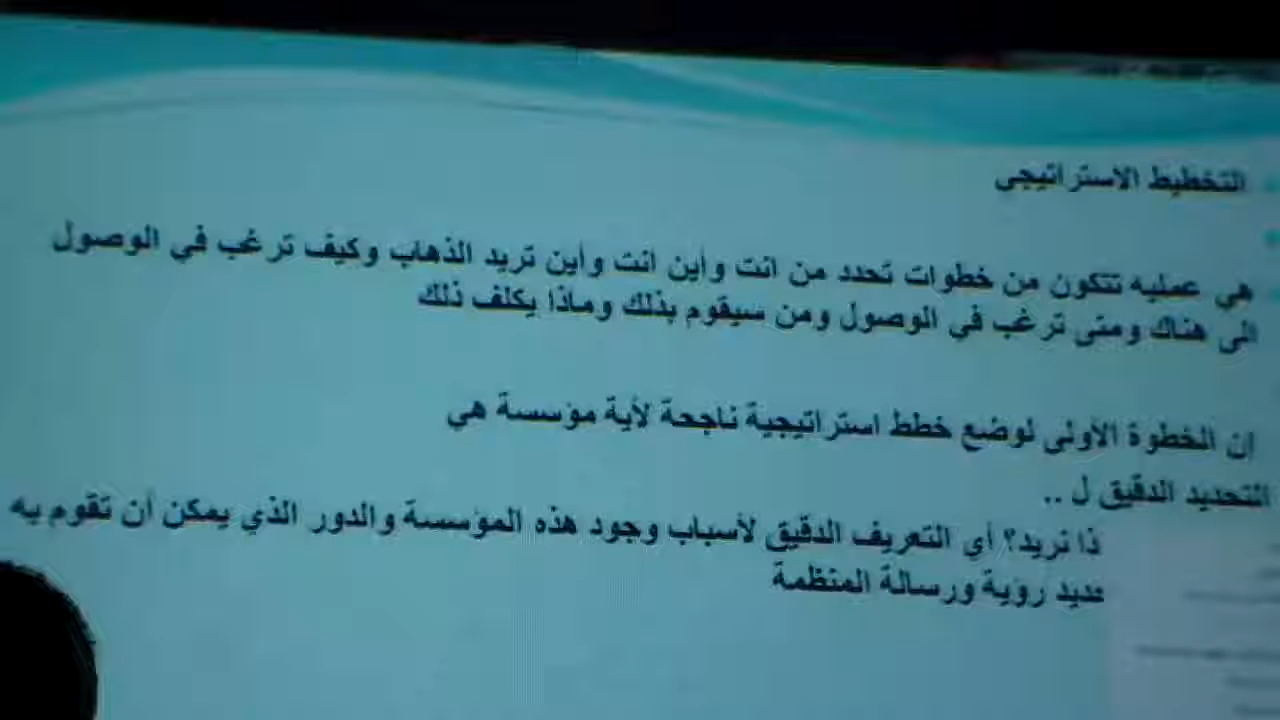 التخطيط الاستراتيجي
هي عمليه تتكون من خطوات تحدد من انت وأين انت وأين تريد الذهاب وكيف ترغب في الوصول
الى هناك ومتى ترغب في الوصول ومن سيقوم بذلك وماذا يكلف ذلك
ان الخطوة الأولى لوضع خطط استراتيجية ناجحة لأية مؤسسة هي
التحديد الدقيق ل ..
ذا نريد؟ أي التعريف الدقيق لأسباب وجود هذه المؤسسة والدور الذي يمكن أن تقوم به
ديد رؤية ورسالة المنظمة